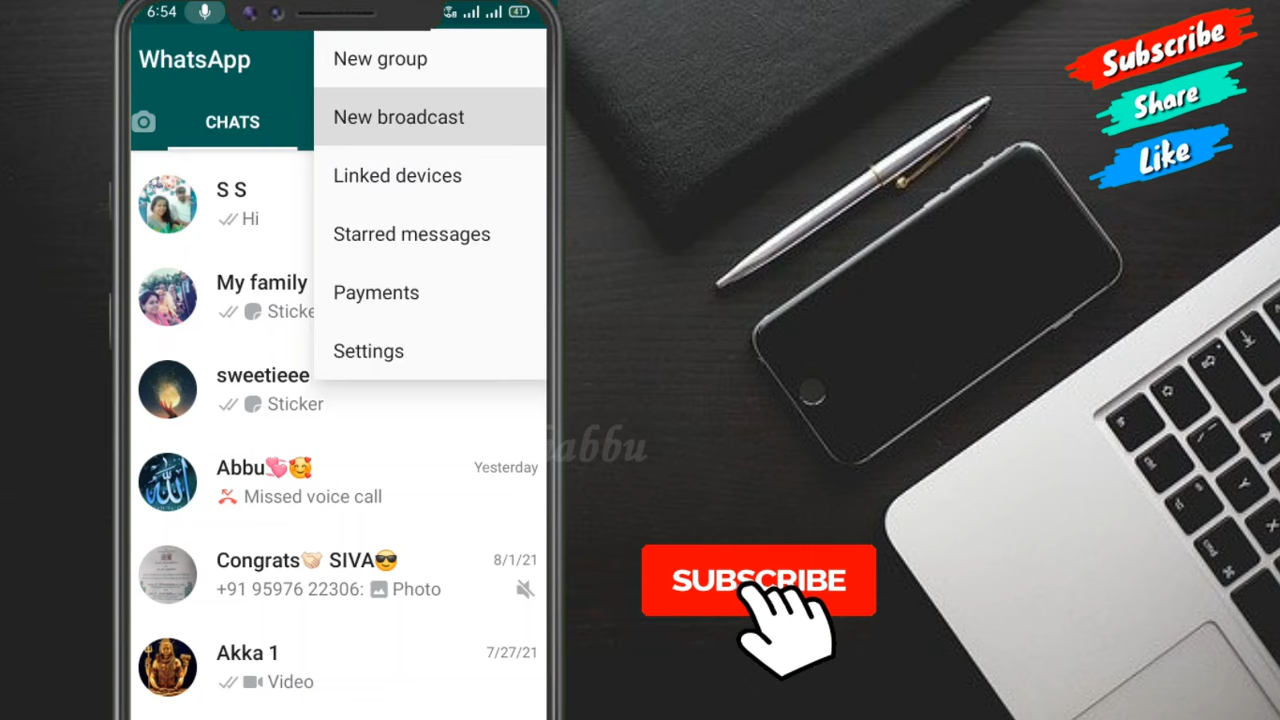 6:54
41
WhatsApp
CHATS
New group
New broadcast
Linked devices
Starred messages
Payments
Settings
S S
Hi
My family
Sticke
sweetieee
Sticker
Abbu💞🥰
Yesterday
Missed voice call
Congrats🤝🏻 SIVA😎
8/1/21
+91 95976 22306: Photo
Akka 1
7/27/21
Video
abbu
Subscribe
Share
Like
SUBSCRIBE